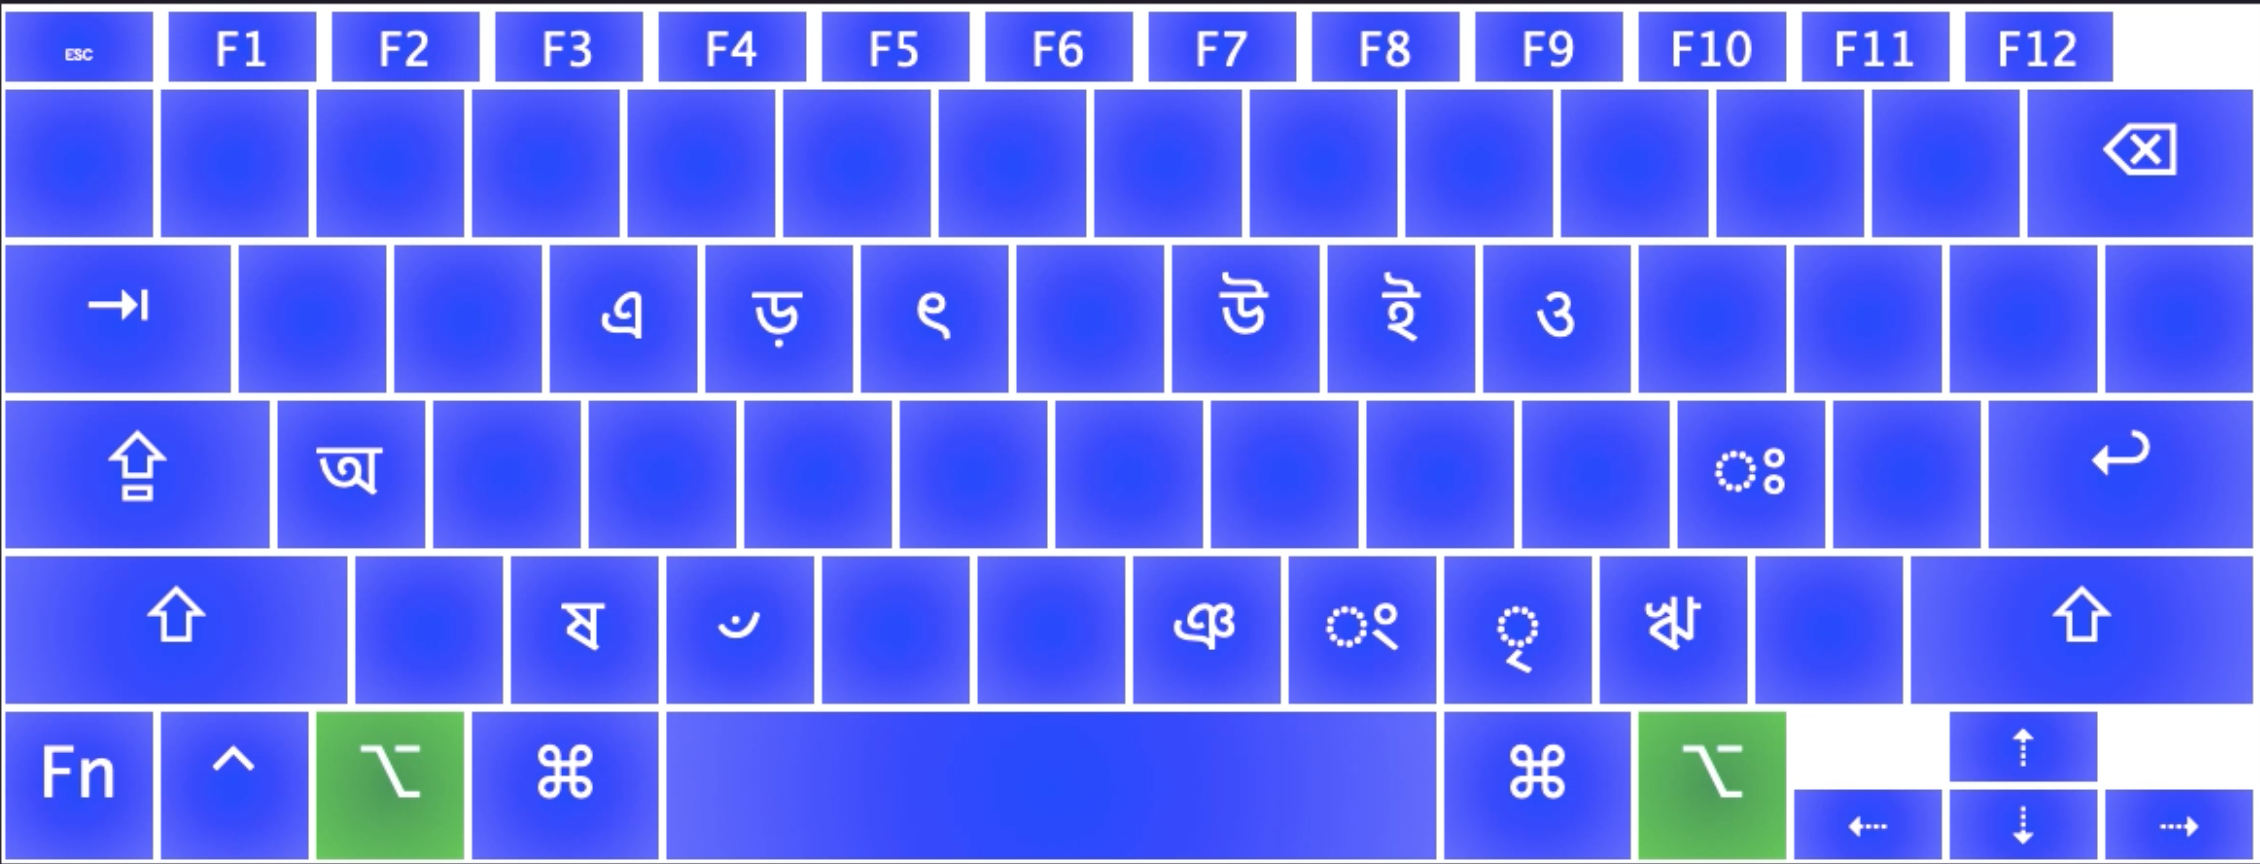 ESC F1 F2 F3 F4 F5 F6 F7 F8 F9 F10 F11 F12
⌫
⇥ এ ড় ৎ উ ই ও
⇪ অ ঃ ↩
⇧ ষ ঁ ঞ ং ৃ ঋ ⇧
Fn ^ ⌥ ⌘ ⌘ ⌥ ⇠ ⇡ ⇣ ⇢